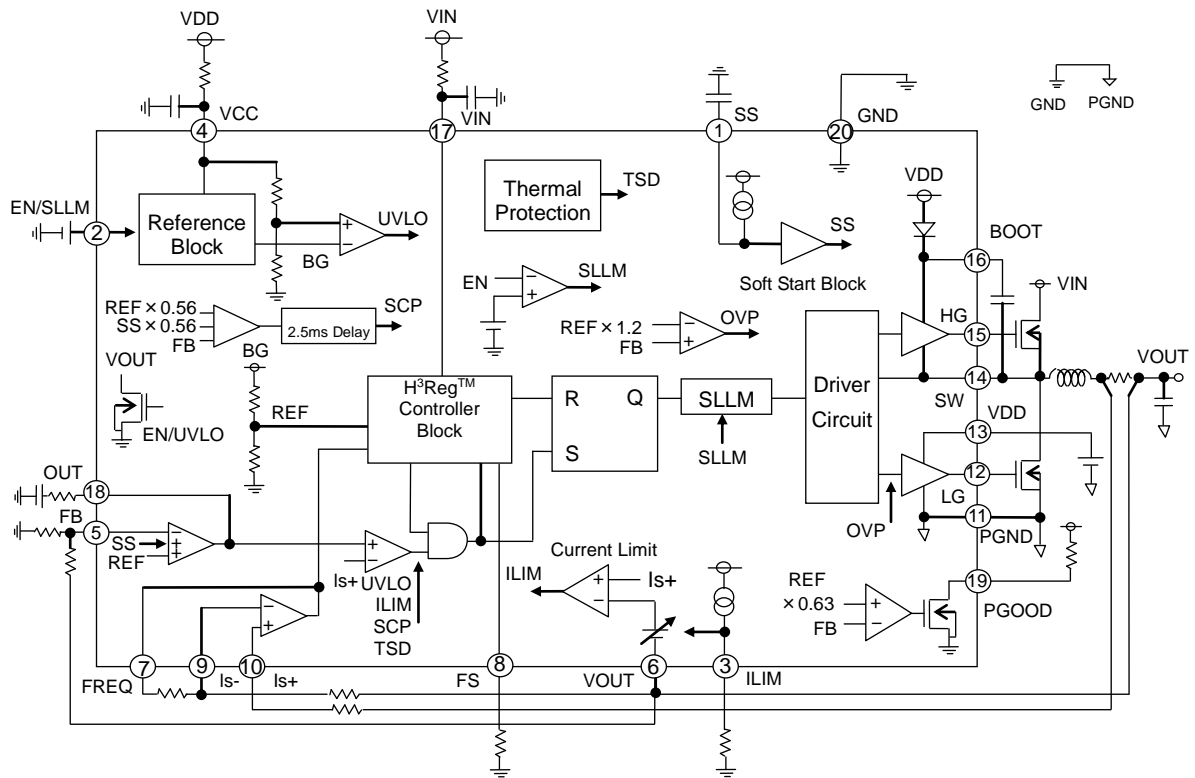 VDD
VIN
VCC
VIN
SS
GND
GND
PGND
4
17
1
20
EN/SLLM
2
Reference
Block
BG
+
−
UVLO
Thermal
Protection
TSD
SS
Soft Start Block
VDD
BOOT
16
VIN
REF×0.56
SS×0.56
FB
2.5ms Delay
SCP
EN
−
+
SLLM
REF×1.2
FB
−
+
OVP
HG
15
VOUT
BG
VOUT
EN/UVLO
REF
H³Reg™
Controller
Block
R
Q
S
SLLM
SLLM
Driver
Circuit
14
SW
VDD
13
12
LG
11
PGND
OVP
OUT
18
FB
5
SS
REF
−
+
+
+
−
Is+
UVLO
ILIM
SCP
TSD
Current Limit
ILIM
+
−
Is+
REF
×0.63
FB
+
−
19
PGOOD
−
+
7
9
10
8
6
3
FREQ
Is-
Is+
FS
VOUT
ILIM